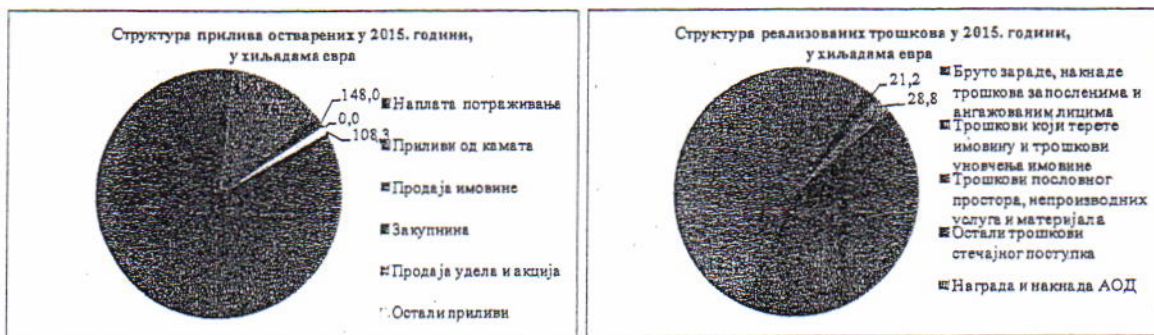 Структура прилива остварених у 2015. години,
у хиљадама евра
148,0
0,0
108,3
Наплата потраживања
Приливи од камата
Продаја имовине
Закупнина
Продаја удела и акција
Остали приливи
Структура реализованих трошкова у 2015. години,
у хиљадама евра
21,2
28,8
Бруто зараде, накнаде
трошкова запосленима и
ангажованим лицима
Трошкови који терете
имовину и трошкови
уновчења имовине
Трошкови пословног
простора, непроизводних
услуга и материјала
Остали трошкови
стечајног поступка
Награда и накнада АОД